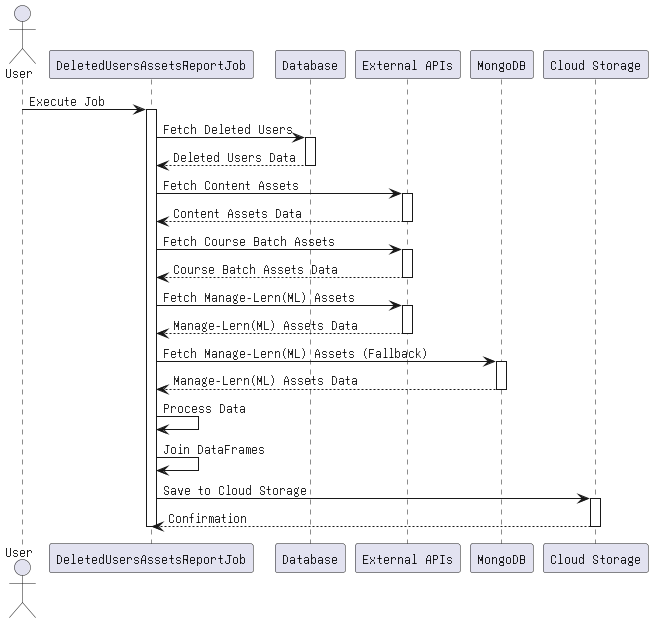 User
DeletedUsersAssetsReportJob
Database
External APIs
MongoDB
Cloud Storage
Execute Job
Fetch Deleted Users
Deleted Users Data
Fetch Content Assets
Content Assets Data
Fetch Course Batch Assets
Course Batch Assets Data
Fetch Manage-Lern(ML) Assets
Manage-Lern(ML) Assets Data
Fetch Manage-Lern(ML) Assets (Fallback)
Manage-Lern(ML) Assets Data
Process Data
Join DataFrames
Save to Cloud Storage
Confirmation
User
DeletedUsersAssetsReportJob
Database
External APIs
MongoDB
Cloud Storage